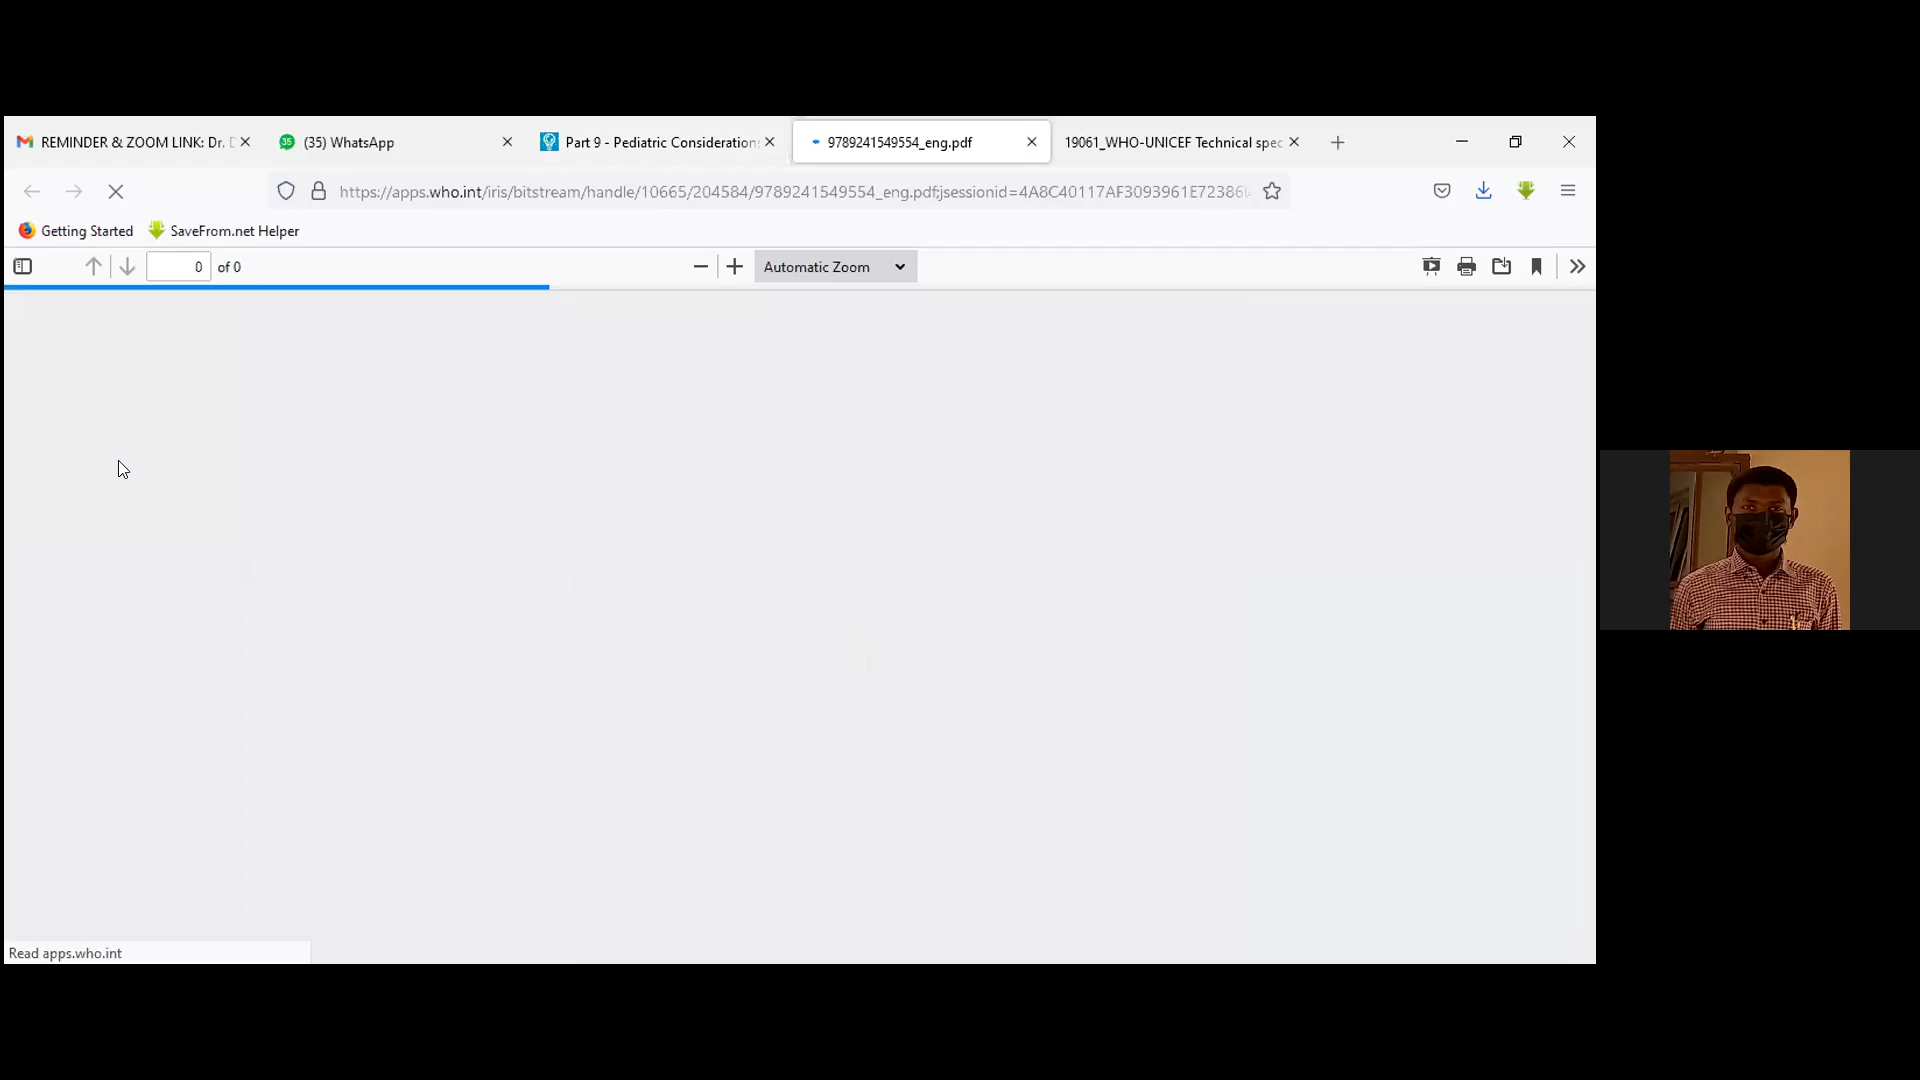 REMINDER & ZOOM LINK: Dr. D
35 (35) WhatsApp
Part 9 - Pediatric Consideration
9789241549554_eng.pdf
19061_WHO-UNICEF Technical spec
https://apps.who.int/iris/bitstream/handle/10665/204584/9789241549554_eng.pdf;jsessionid=4A8C40117AF3093961E72386
Getting Started
SaveFrom.net Helper
0 of 0
Automatic Zoom
Read apps.who.int